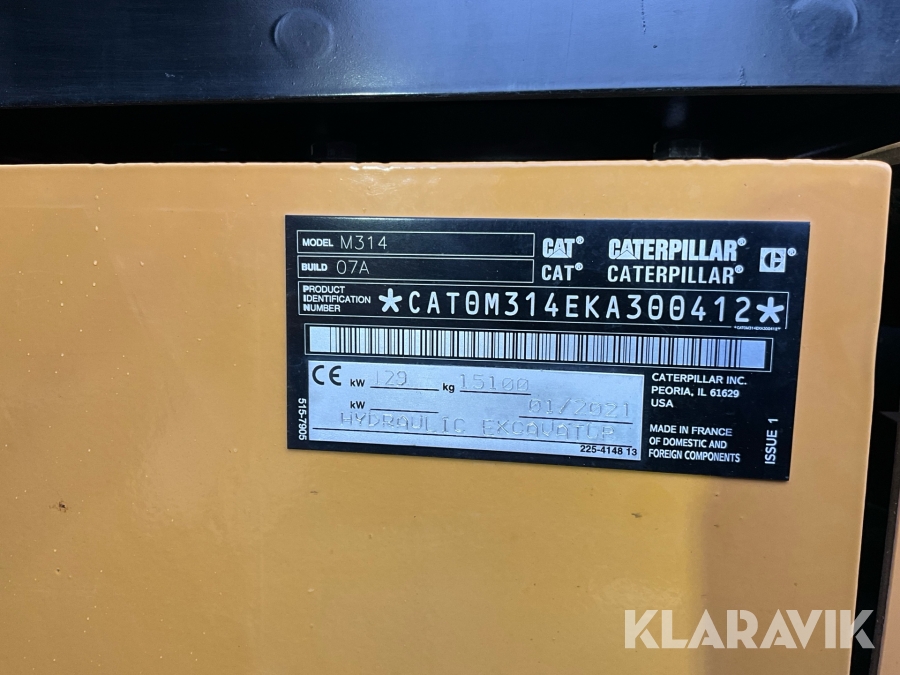 MODEL M314
BUILD 07A
CAT® CATERPILLAR®
CAT® CATERPILLAR®
PRODUCT
IDENTIFICATION
NUMBER
*CAT0M314EKA300412*
*CAT0M314EKA300412*
CE kW 129 kg 15100
kW 01/2021
HYDRAULIC EXCAVATOR
225-4148 13
515-7905
CATERPILLAR INC.
PEORIA, IL 61629
USA
MADE IN FRANCE
OF DOMESTIC AND
FOREIGN COMPONENTS
ISSUE 1
KLARAVIK